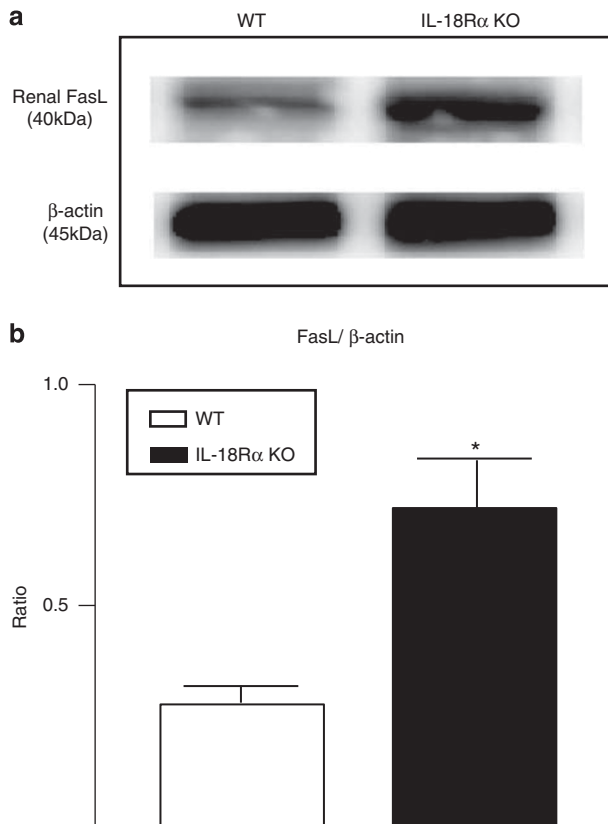 a
WT IL-18Rα KO
Renal FasL
(40kDa)
β-actin
(45kDa)
b
FasL/ β-actin
1.0
WT
IL-18Rα KO
*
0.5
Ratio